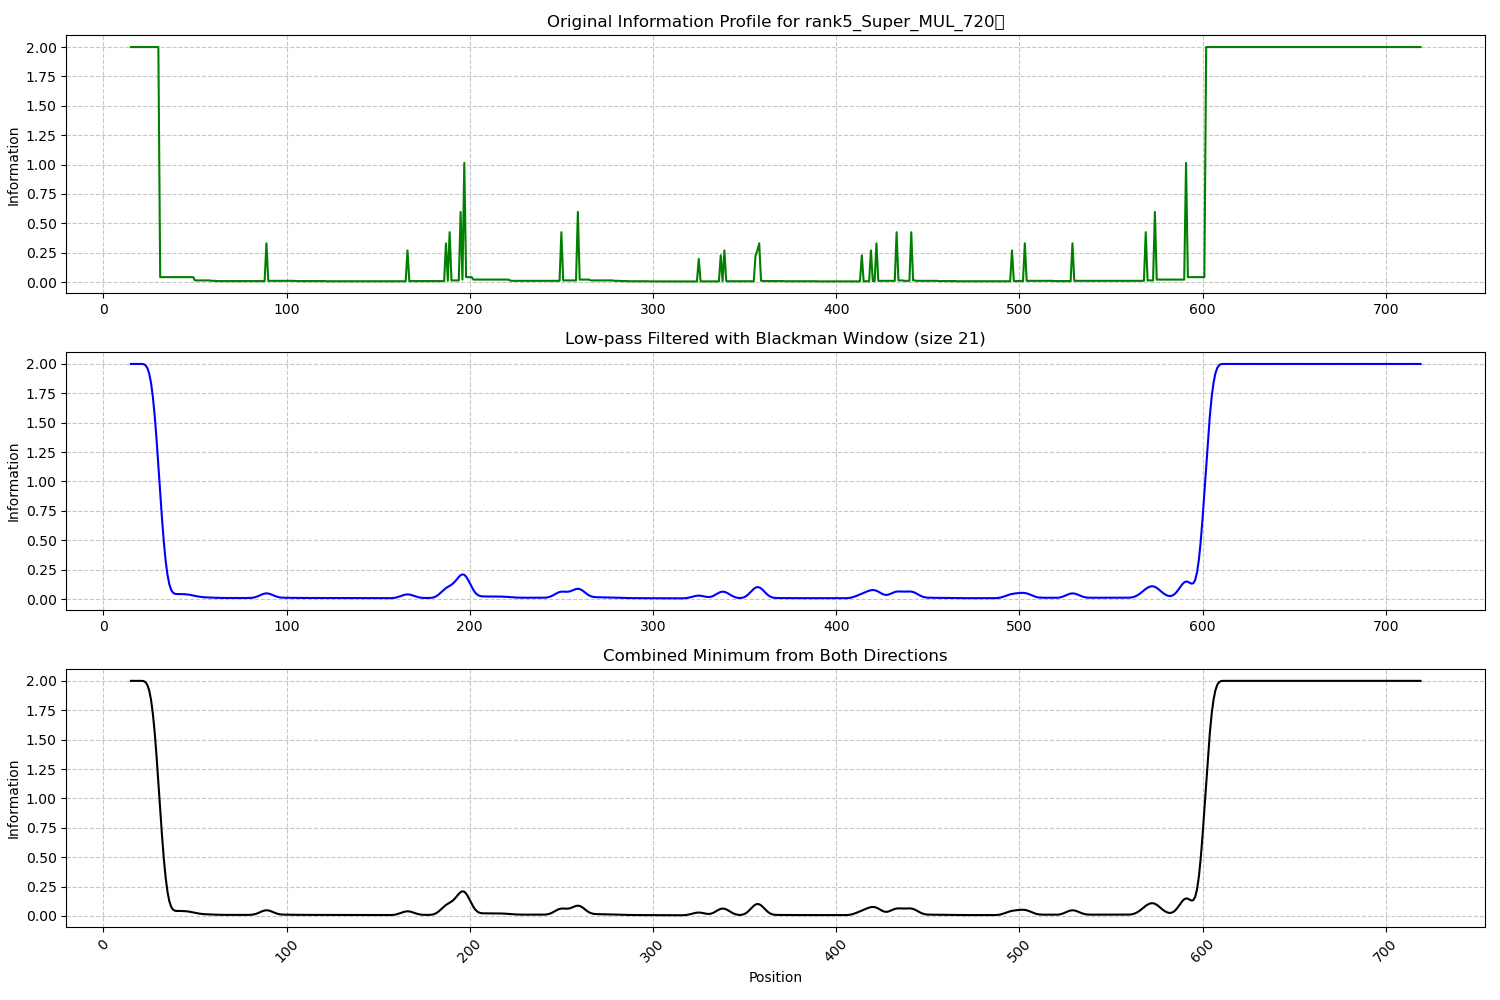 Original Information Profile for rank5_Super_MUL_720
Information
2.00
1.75
1.50
1.25
1.00
0.75
0.50
0.25
0.00
0 100 200 300 400 500 600 700
Low-pass Filtered with Blackman Window (size 21)
Information
2.00
1.75
1.50
1.25
1.00
0.75
0.50
0.25
0.00
0 100 200 300 400 500 600 700
Combined Minimum from Both Directions
Information
2.00
1.75
1.50
1.25
1.00
0.75
0.50
0.25
0.00
0 100 200 300 400 500 600 700
Position